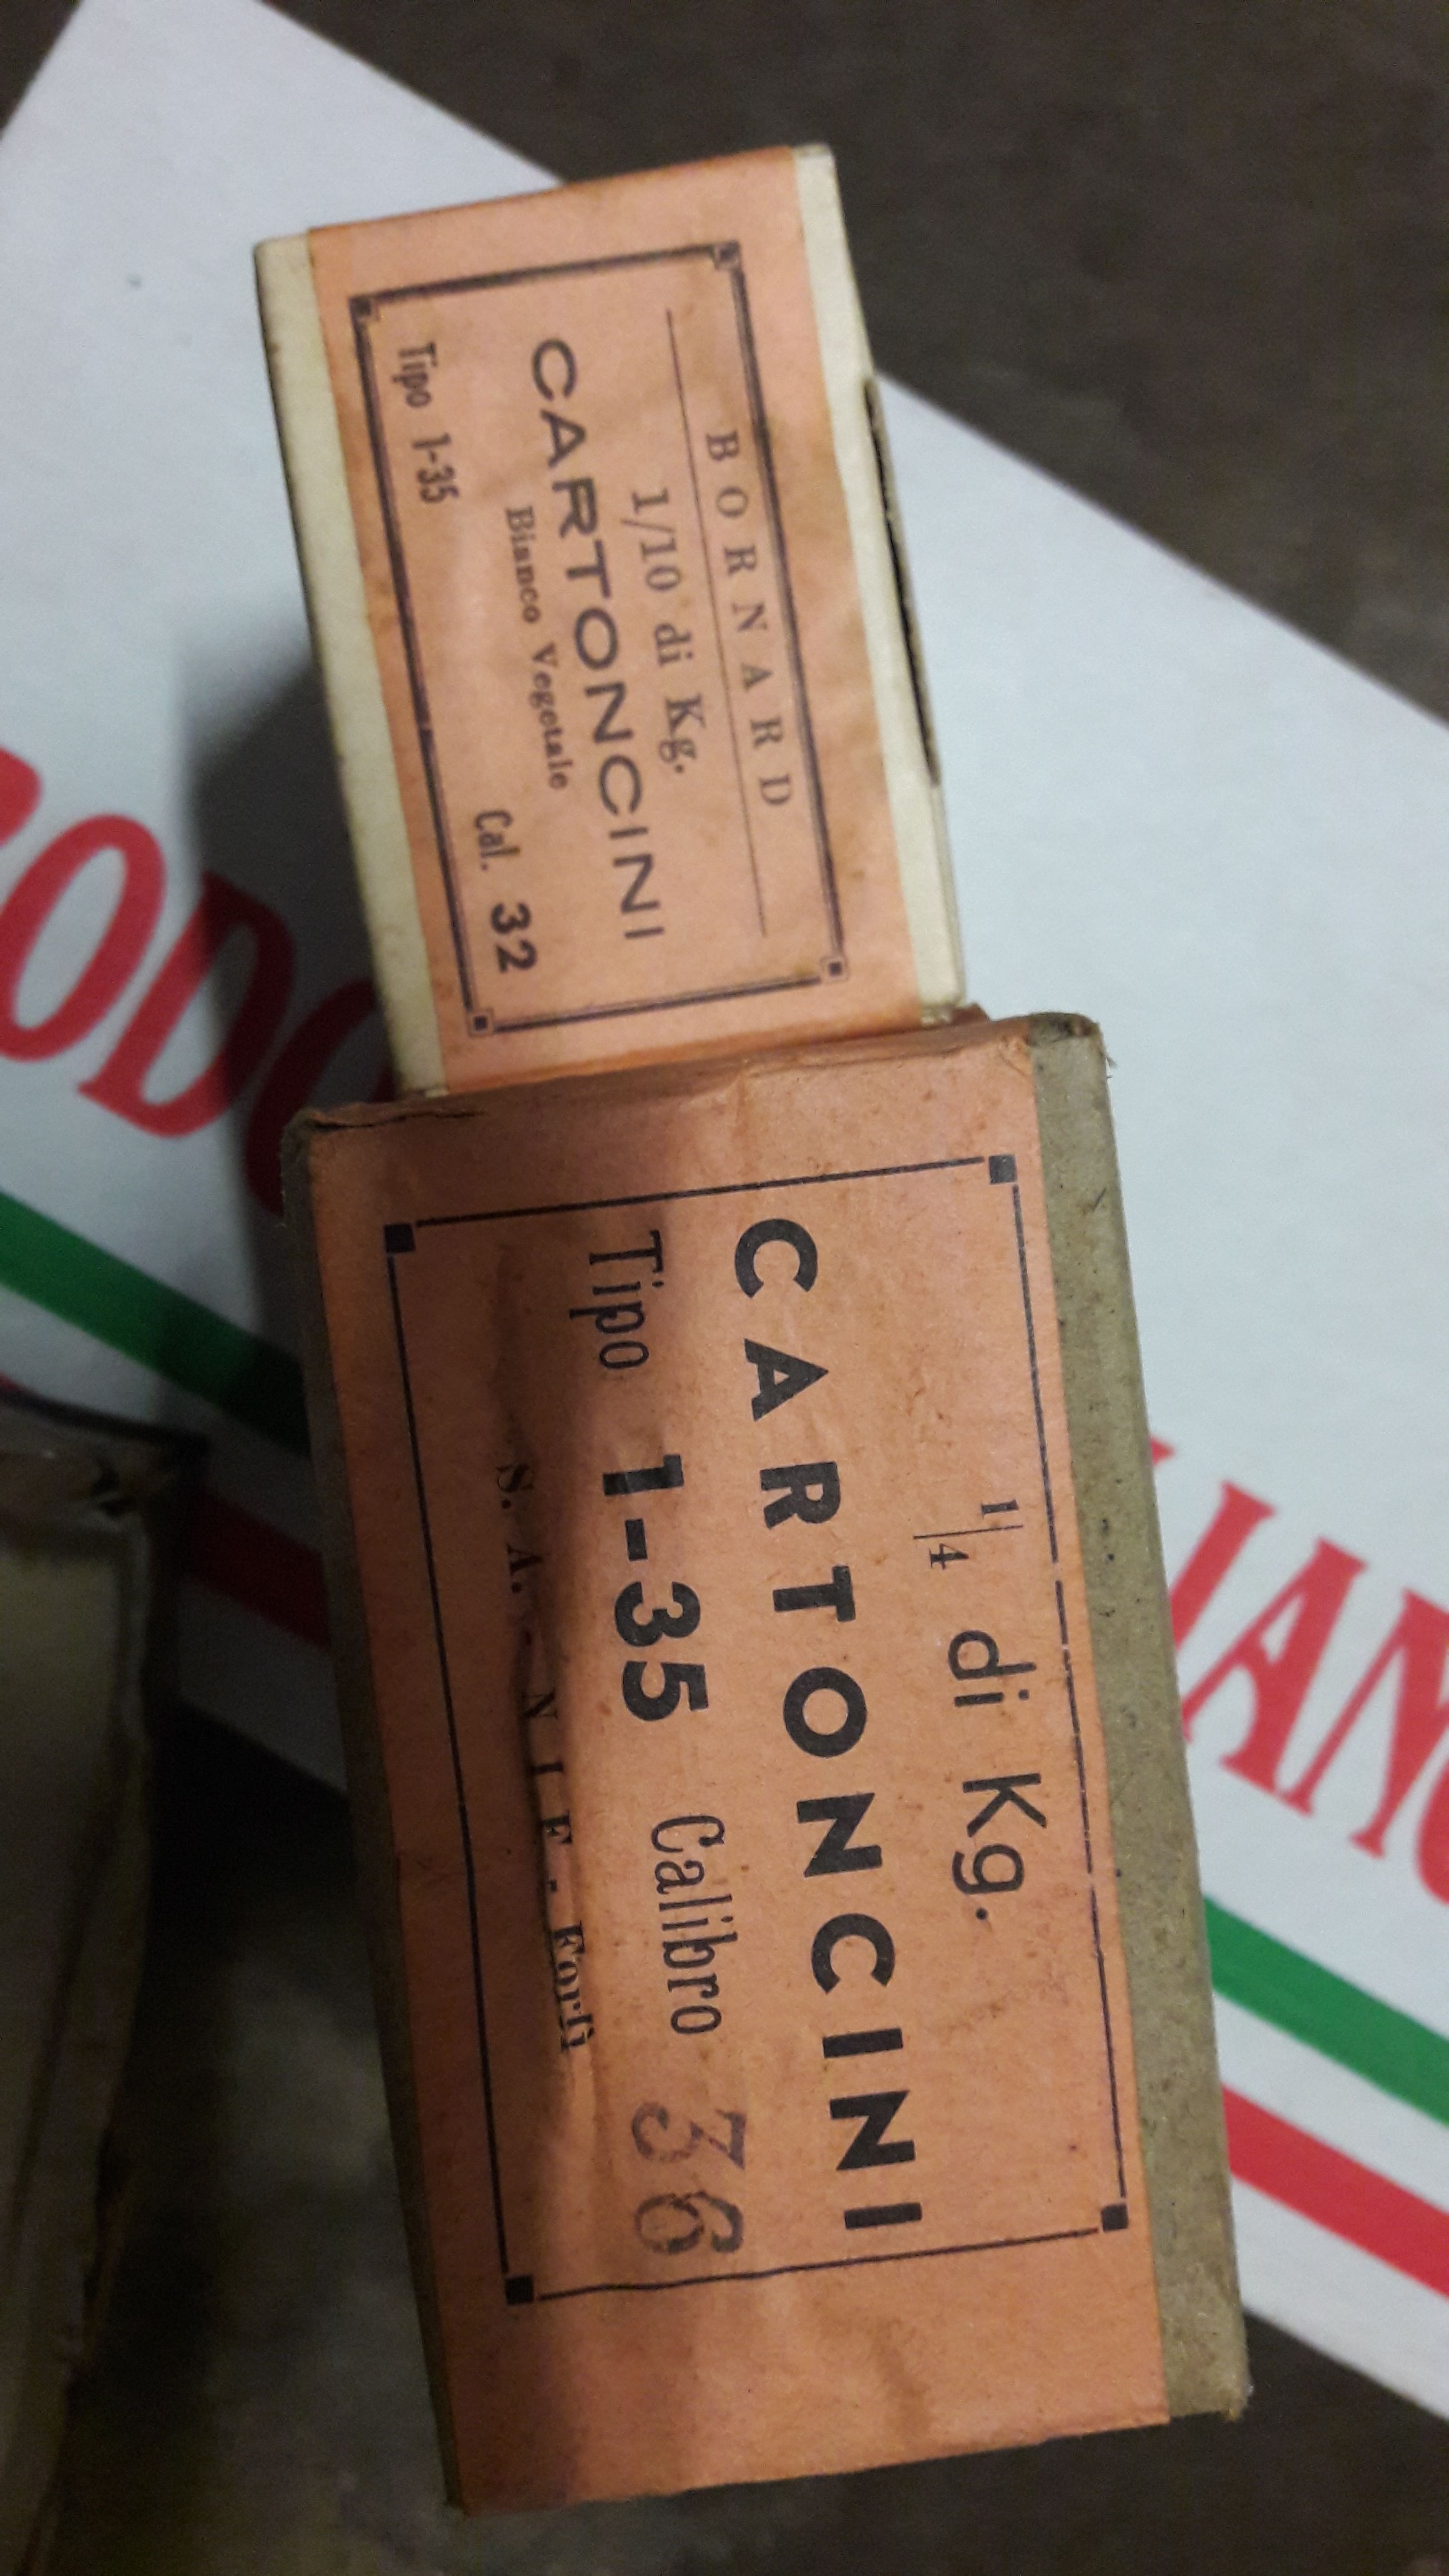 BORNARD
1/10 di Kg.
CARTONCINI
Bianco Vegetale
Tipo 1-35 Cal. 32
1/4 di Kg.
CARTONCINI
Tipo 1-35 Calibro 36
S. A. NIE. - Forlì